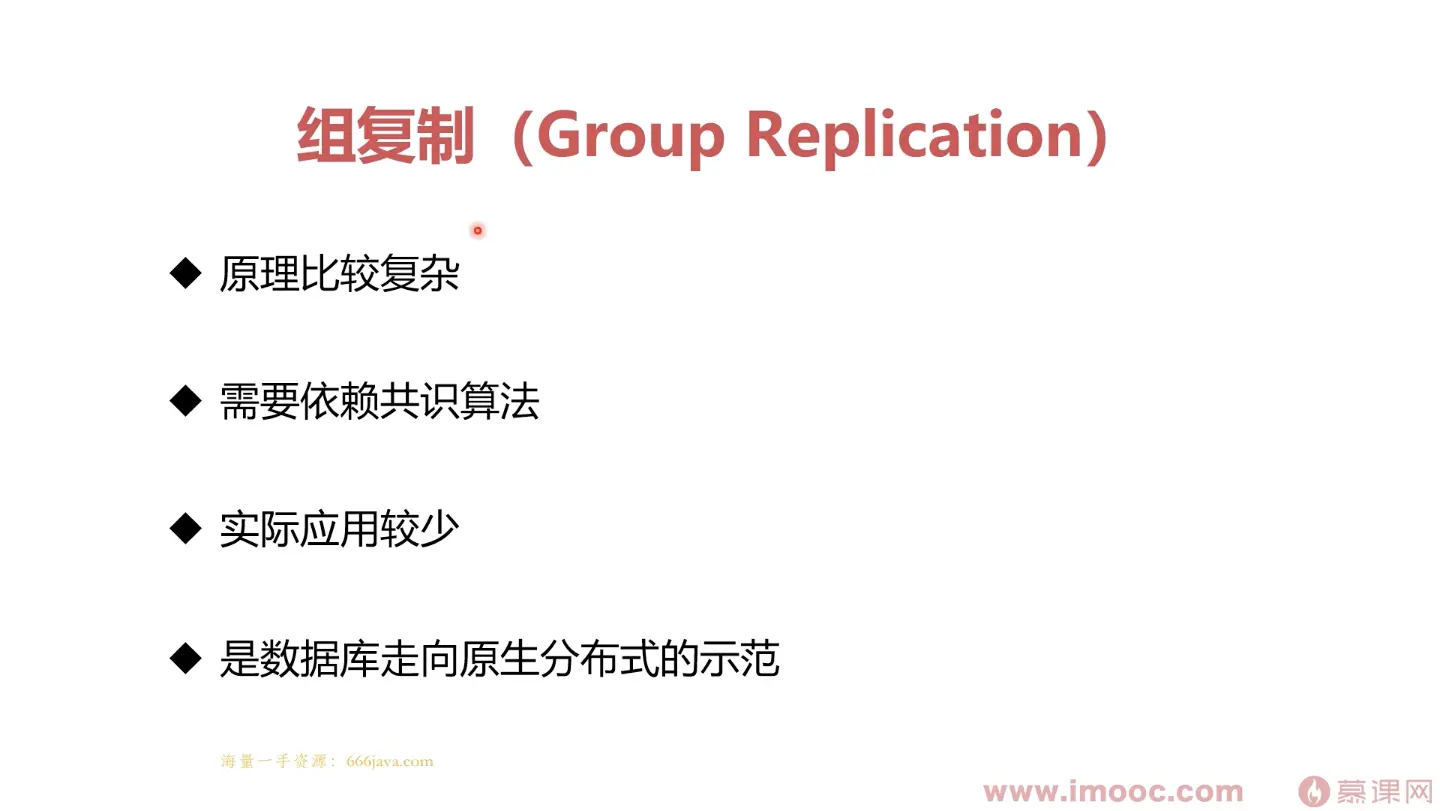 组复制（Group Replication）
原理比较复杂
需要依赖共识算法
实际应用较少
是数据库走向原生分布式的示范
海量一手资源：666java.com
www.imooc.com 慕课网